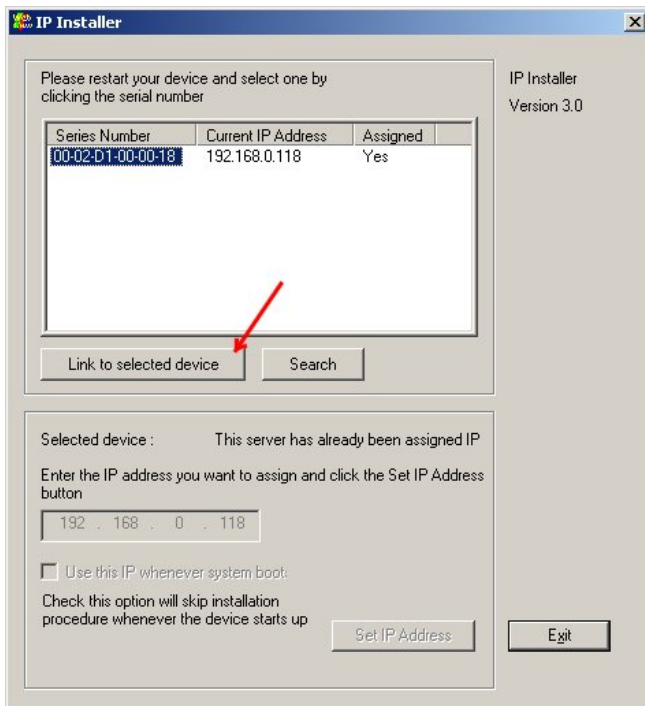 IP Installer
Please restart your device and select one by
clicking the serial number
IP Installer
Version 3.0
Series Number Current IP Address Assigned
00-02-D1-00-00-18 192.168.0.118 Yes
Link to selected device Search
Selected device : This server has already been assigned IP
Enter the IP address you want to assign and click the Set IP Address
button
192 . 168 . 0 . 118
Use this IP whenever system boot
Check this option will skip installation
procedure whenever the device starts up
Set IP Address
Exit